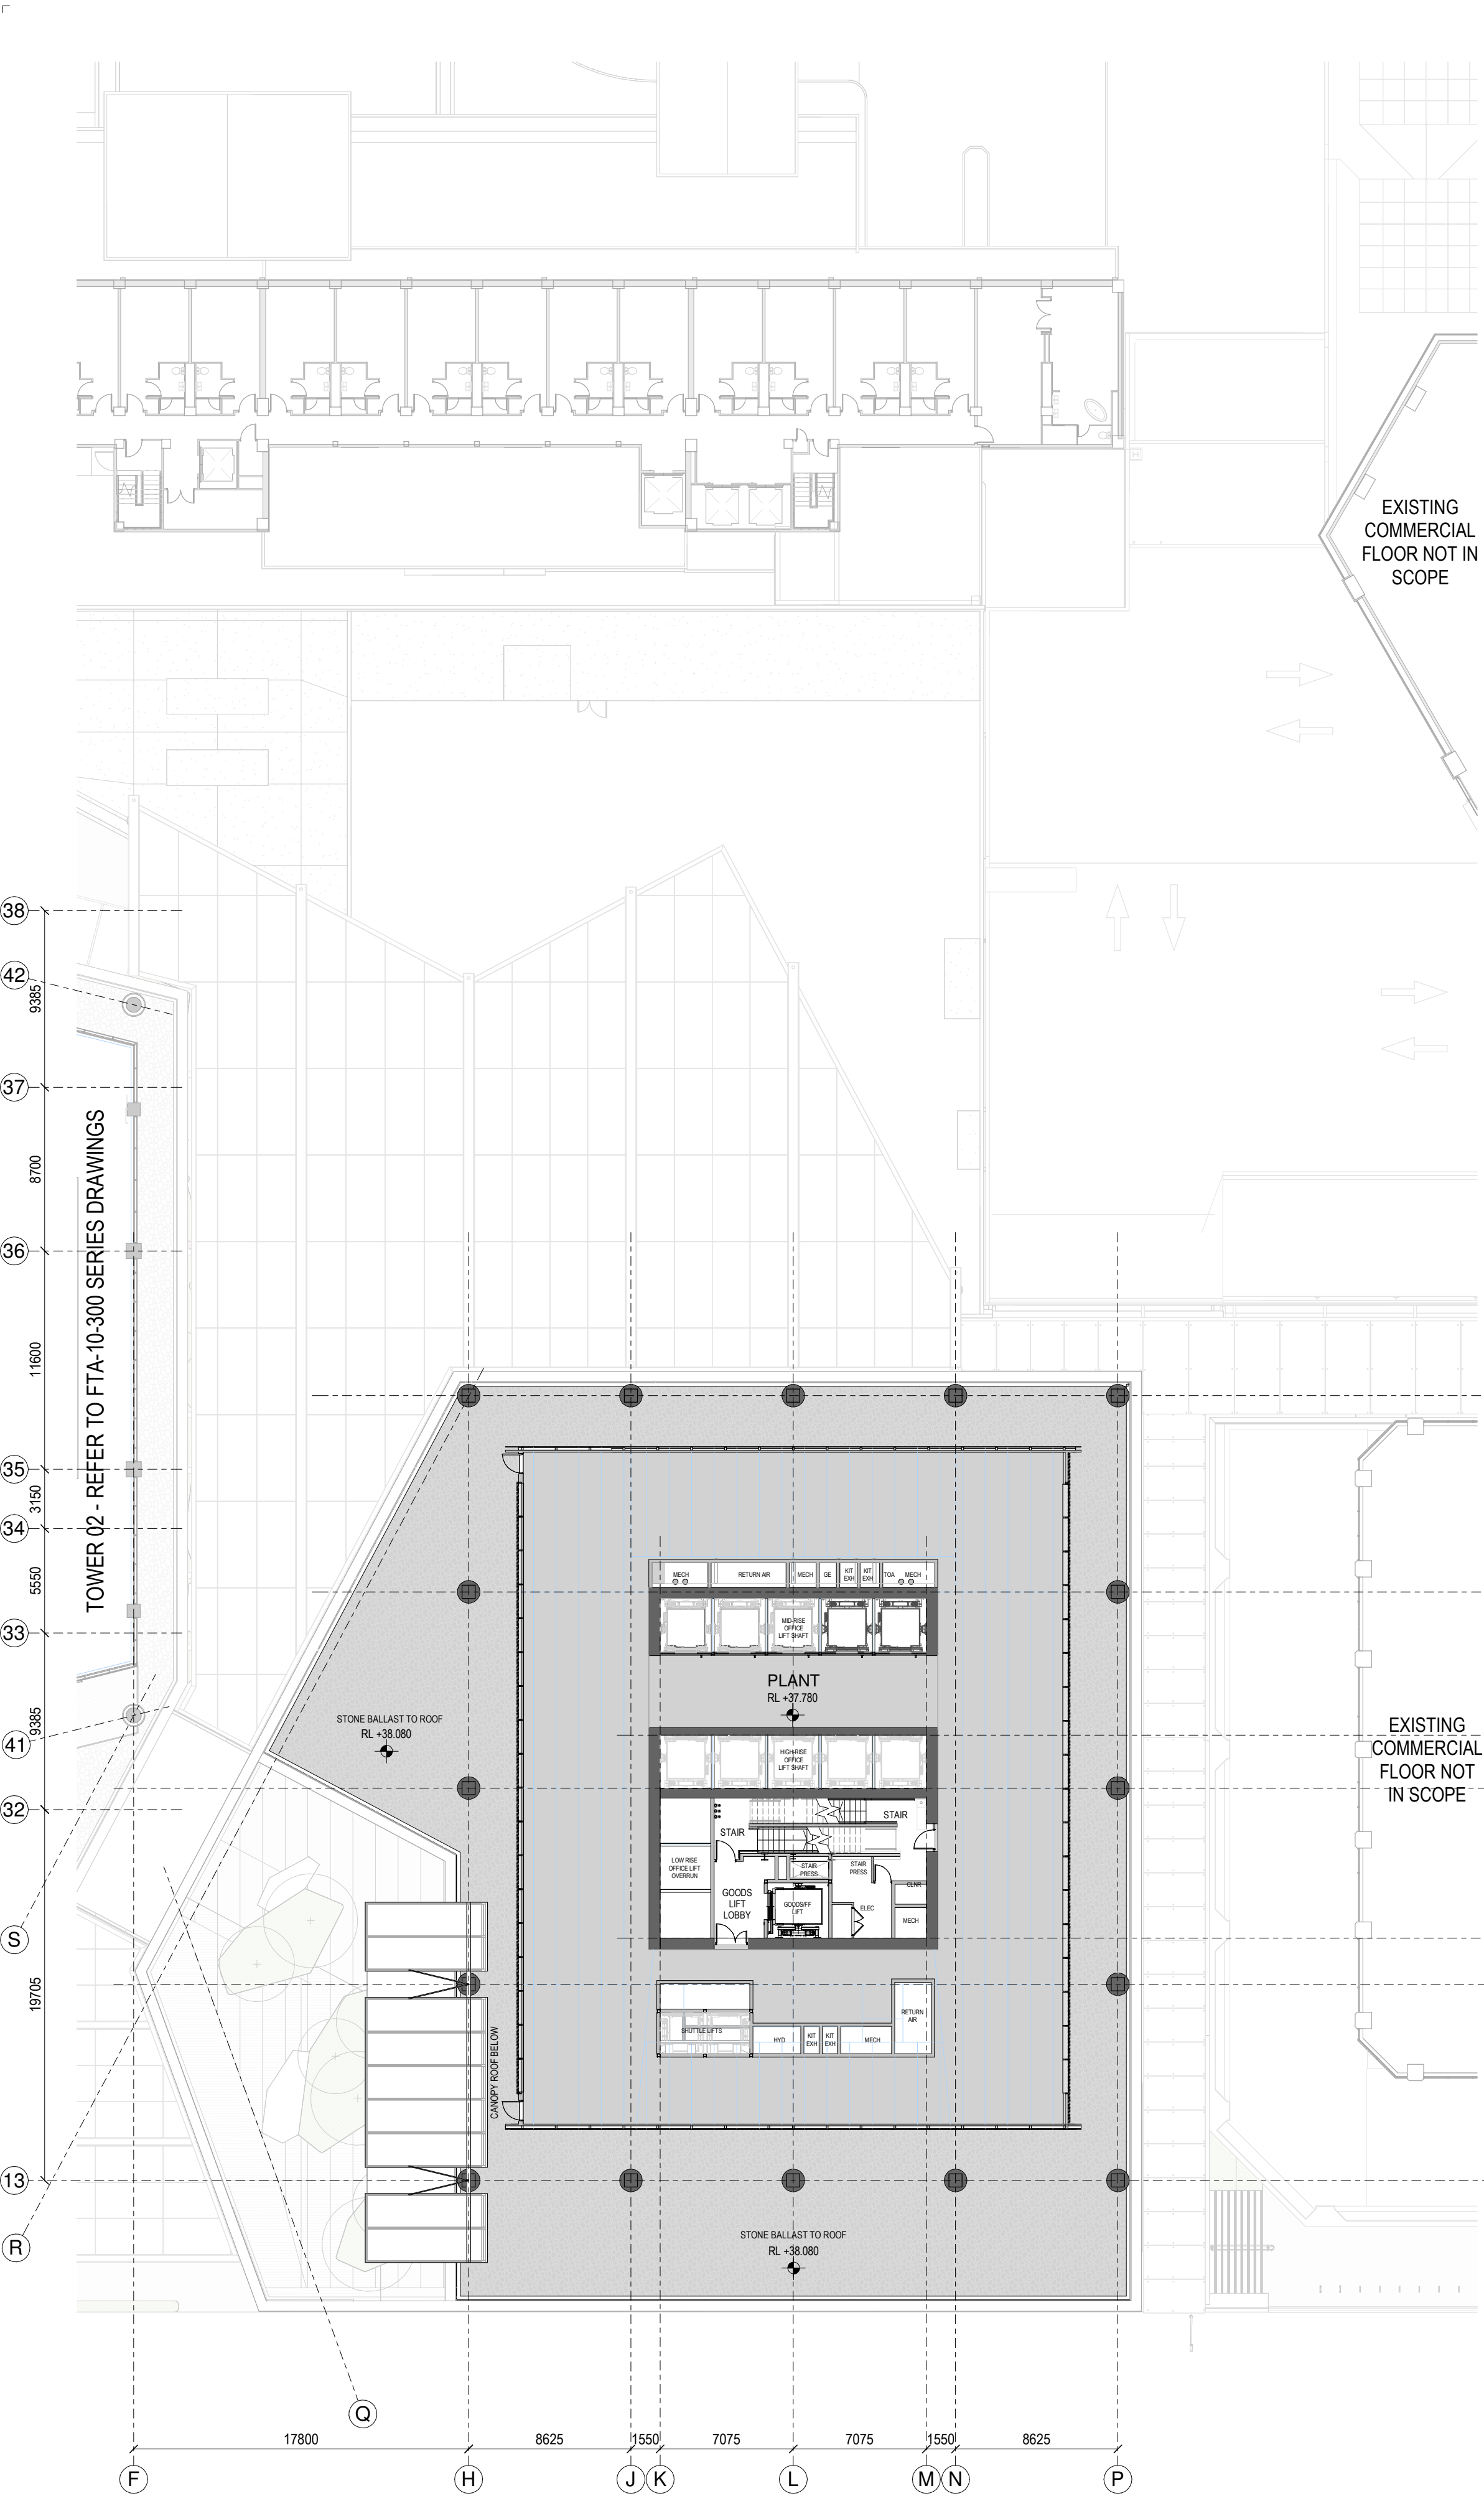 EXISTING
COMMERCIAL
FLOOR NOT IN
SCOPE
38
42
9385
37
TOWER 02 - REFER TO FTA-10-300 SERIES DRAWINGS
8700
36
11600
35
3150
34
5550
33
9385
41
32
S
19705
13
R
Q
MECH
RETURN AIR
MECH
GE
KIT
EXH
KIT
EXH
TOA
MECH
MID-RISE
OFFICE
LIFT SHAFT
PLANT
RL +37.780
STONE BALLAST TO ROOF
RL +38.080
HIGH-RISE
OFFICE
LIFT SHAFT
EXISTING
COMMERCIAL
FLOOR NOT
IN SCOPE
STAIR
STAIR
LOW RISE
OFFICE LIFT
OVERRUN
STAIR
PRESS
STAIR
PRESS
GOODS
LIFT
LOBBY
GOODS/FF
LIFT
ELEC
CLNR
MECH
CANOPY ROOF BELOW
SHUTTLE LIFTS
HYD
KIT
EXH
KIT
EXH
MECH
RETURN
AIR
STONE BALLAST TO ROOF
RL +38.080
17800
8625
1550
7075
7075
1550
8625
F
H
J
K
L
M
N
P